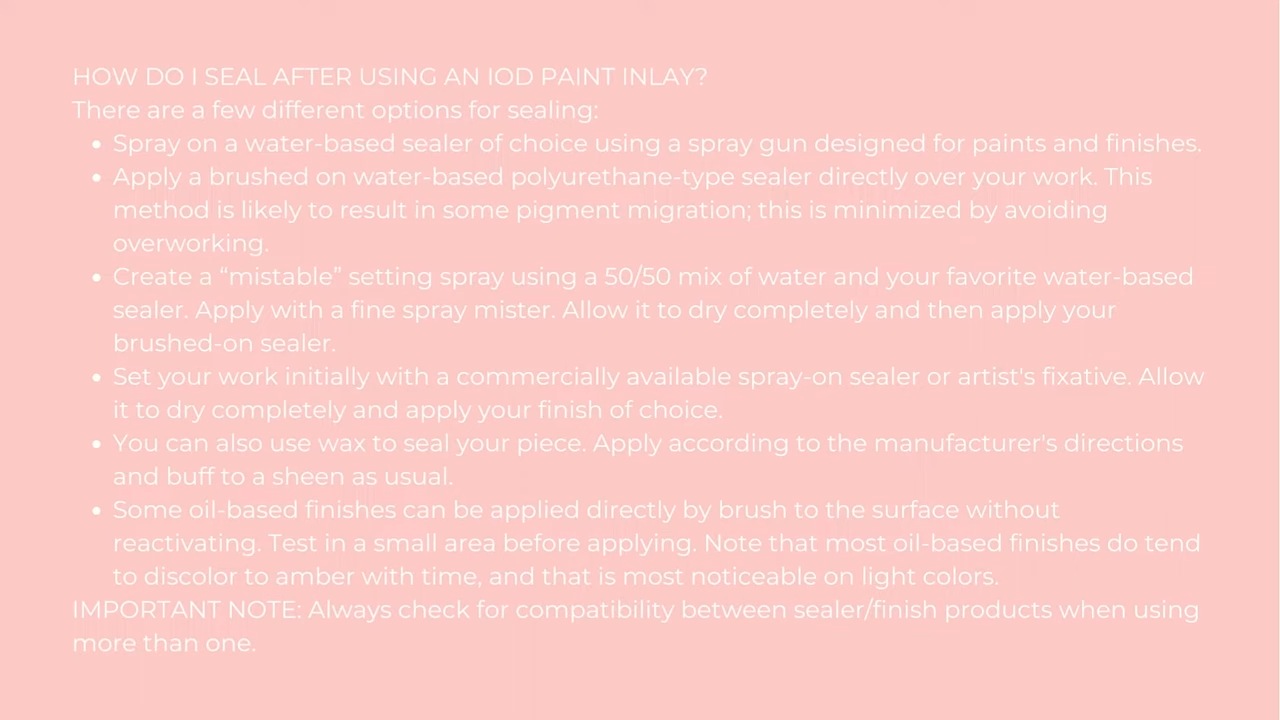 HOW DO I SEAL AFTER USING AN IOD PAINT INLAY?
There are a few different options for sealing:
• Spray on a water-based sealer of choice using a spray gun designed for paints and finishes.
• Apply a brushed on water-based polyurethane-type sealer directly over your work. This
method is likely to result in some pigment migration; this is minimized by avoiding
overworking.
• Create a “mistable” setting spray using a 50/50 mix of water and your favorite water-based
sealer. Apply with a fine spray mister. Allow it to dry completely and then apply your
brushed-on sealer.
• Set your work initially with a commercially available spray-on sealer or artist's fixative. Allow
it to dry completely and apply your finish of choice.
• You can also use wax to seal your piece. Apply according to the manufacturer's directions
and buff to a sheen as usual.
• Some oil-based finishes can be applied directly by brush to the surface without
reactivating. Test in a small area before applying. Note that most oil-based finishes do tend
to discolor to amber with time, and that is most noticeable on light colors.
IMPORTANT NOTE: Always check for compatibility between sealer/finish products when using
more than one.